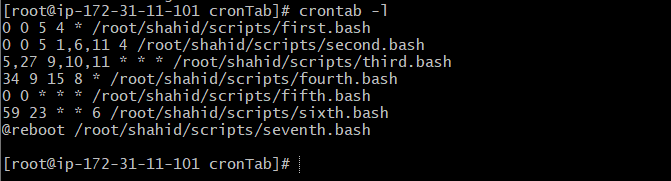 [root@ip-172-31-11-101 cronTab]# crontab -l
0 0 5 4 * /root/shahid/scripts/first.bash
0 0 5 1,6,11 4 /root/shahid/scripts/second.bash
5,27 9,10,11 * * * /root/shahid/scripts/third.bash
34 9 15 8 * /root/shahid/scripts/fourth.bash
0 0 * * * /root/shahid/scripts/fifth.bash
59 23 * * 6 /root/shahid/scripts/sixth.bash
@reboot /root/shahid/scripts/seventh.bash
[root@ip-172-31-11-101 cronTab]#